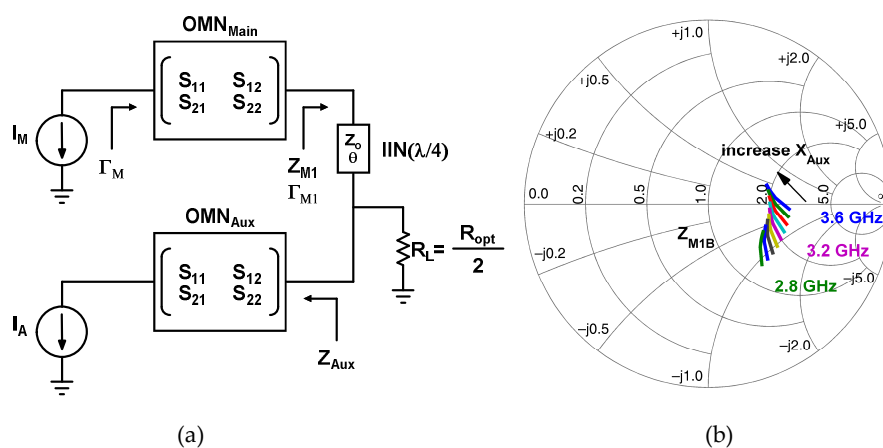 OMN Main
S11 S12
S21 S22
IM
ΓM
ZM1
ΓM1
Zo
θ
IIN(λ/4)
OMN Aux
S11 S12
S21 S22
IA
ZAux
RL= Ropt
2
(a)
+j1.0
+j0.5
+j2.0
+j0.2
+j5.0
increase XAux
0.0
0.2
0.5
1.0
2.0
5.0
3.6 GHz
ZM1B
3.2 GHz
2.8 GHz
−j0.2
−j5.0
−j0.5
−j2.0
−j1.0
(b)